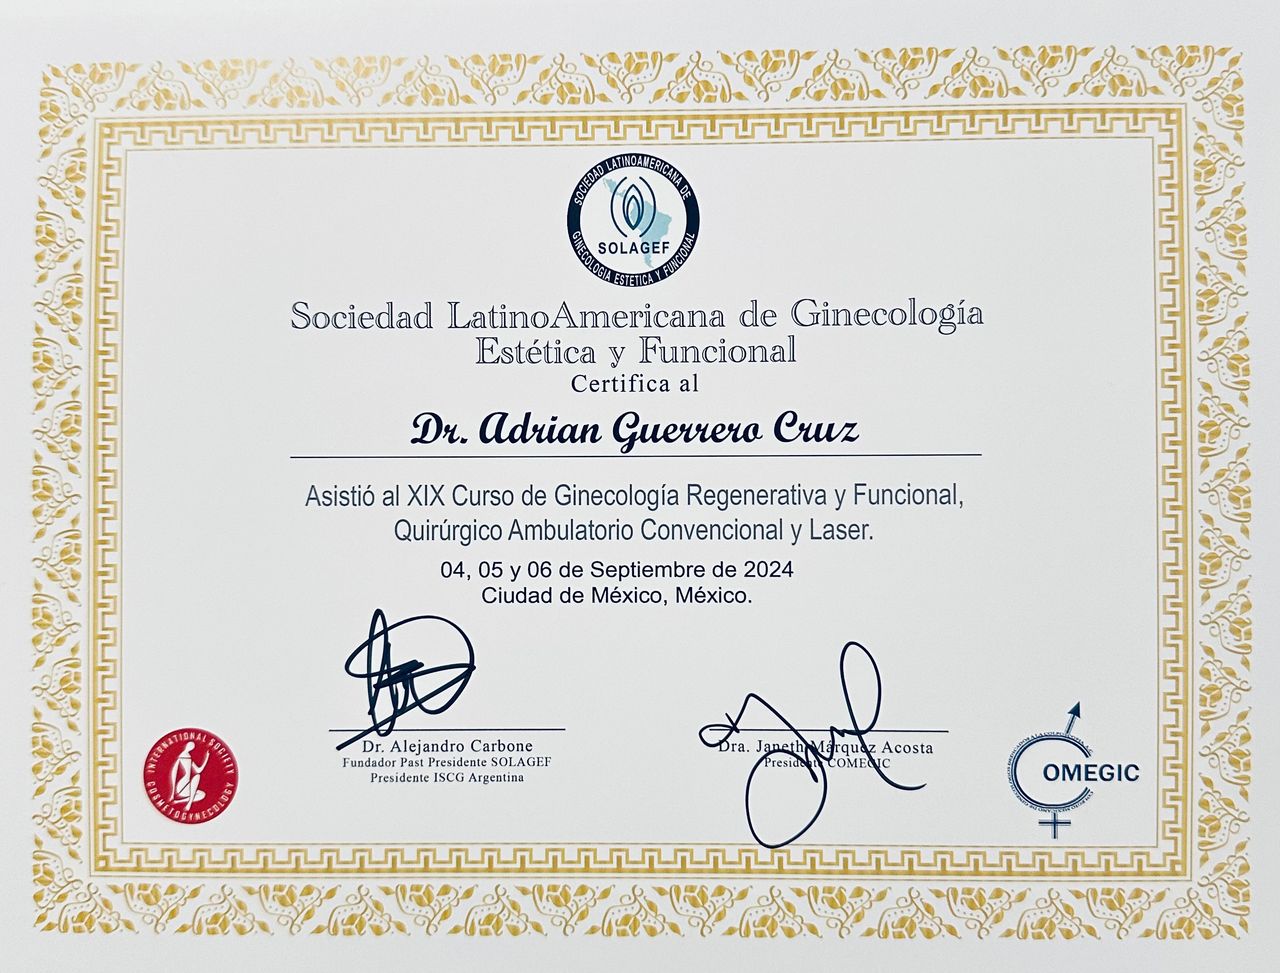 SOCIEDAD LATINOAMERICANA DE
SOLAGEF
GINECOLOGIA ESTETICA Y FUNCIONAL
Sociedad LatinoAmericana de Ginecología
Estética y Funcional
Certifica al
Dr. Adrian Guerrero Cruz
Asistió al XIX Curso de Ginecología Regenerativa y Funcional,
Quirúrgico Ambulatorio Convencional y Laser.
04, 05 y 06 de Septiembre de 2024
Ciudad de México, México.
Dr. Alejandro Carbone
Fundador Past Presidente SOLAGEF
Presidente ISCG Argentina
Dra. Janeth Márquez Acosta
Presidente COMEGIC
INTERNATIONAL SOCIETY
COSMETOGYNECOLOGY
COMEGIC